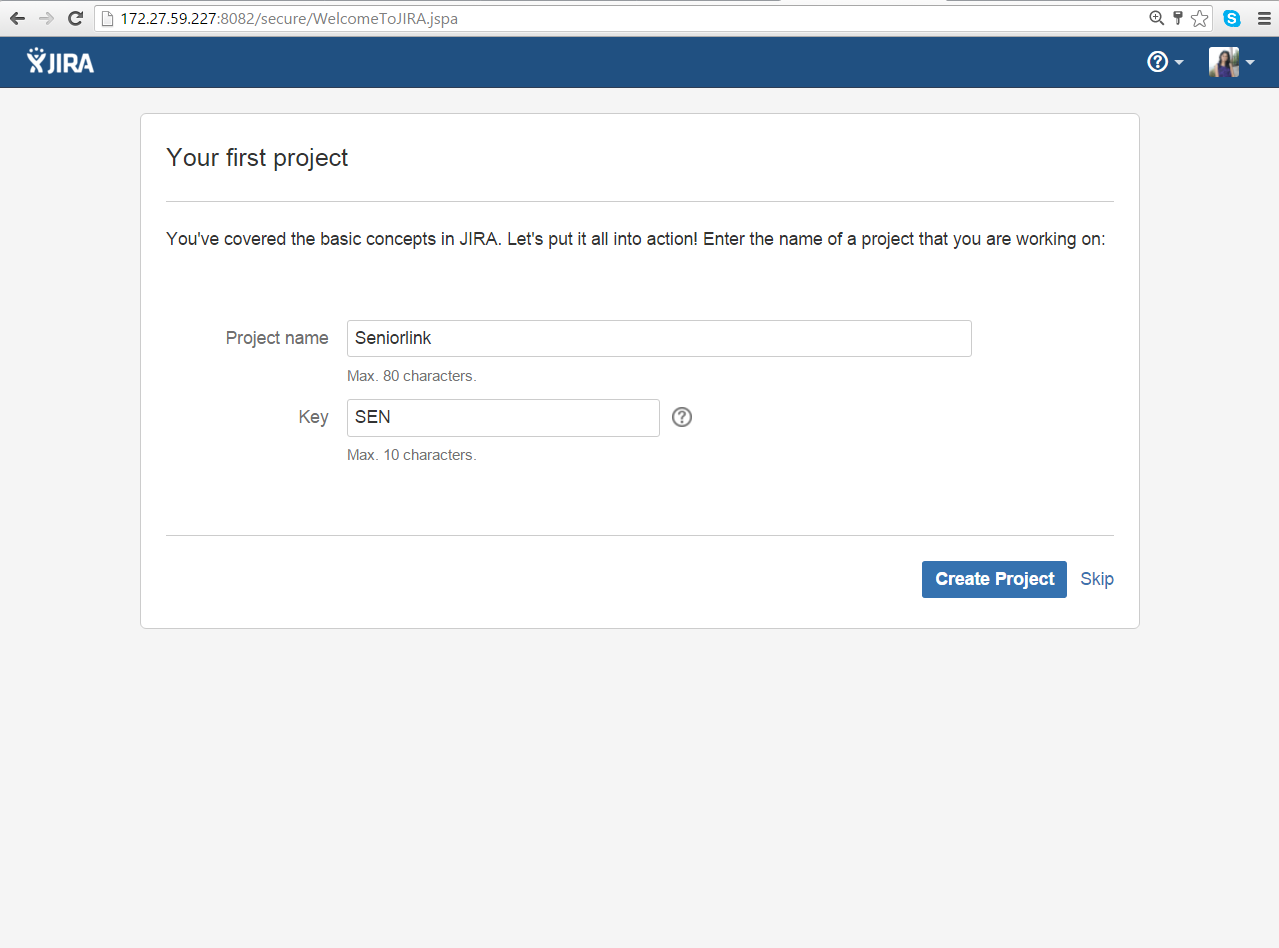 172.27.59.227:8082/secure/WelcomeToJIRA.jspa
JIRA
Your first project
You've covered the basic concepts in JIRA. Let's put it all into action! Enter the name of a project that you are working on:
Project name Seniorlink
Max. 80 characters.
Key SEN
Max. 10 characters.
Create Project Skip